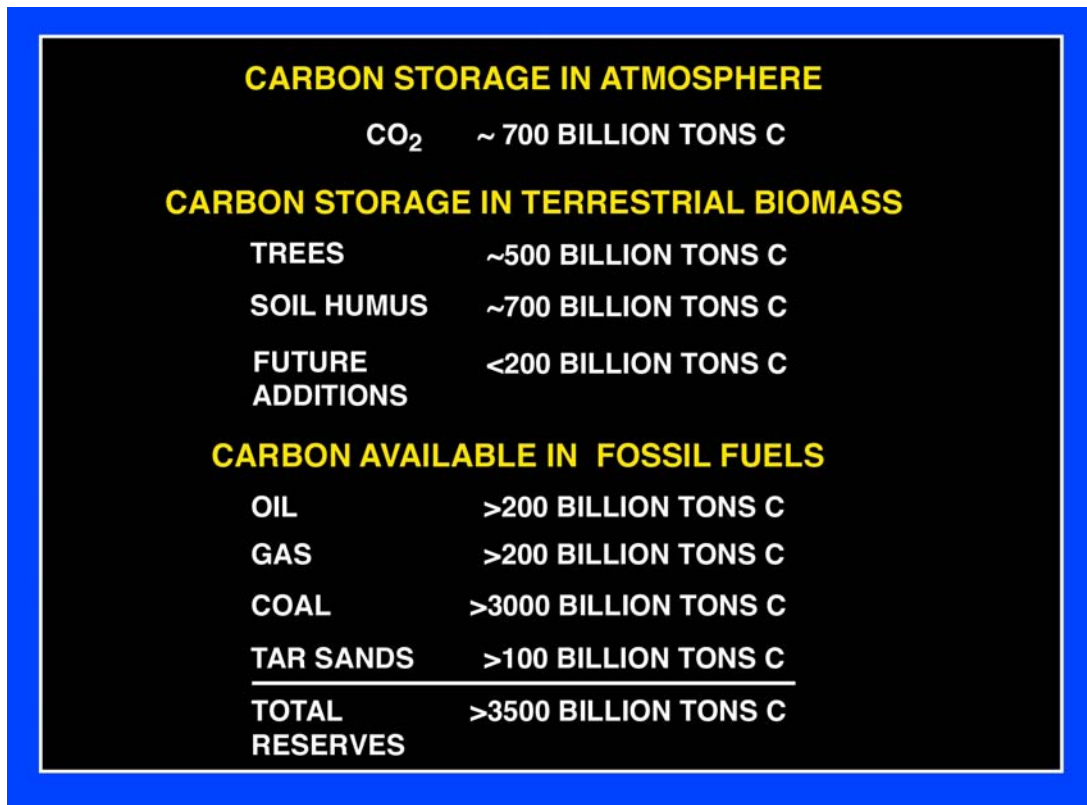 CARBON STORAGE IN ATMOSPHERE
CO₂ ~ 700 BILLION TONS C
CARBON STORAGE IN TERRESTRIAL BIOMASS
TREES ~500 BILLION TONS C
SOIL HUMUS ~700 BILLION TONS C
FUTURE <200 BILLION TONS C
ADDITIONS
CARBON AVAILABLE IN FOSSIL FUELS
OIL >200 BILLION TONS C
GAS >200 BILLION TONS C
COAL >3000 BILLION TONS C
TAR SANDS >100 BILLION TONS C
TOTAL >3500 BILLION TONS C
RESERVES